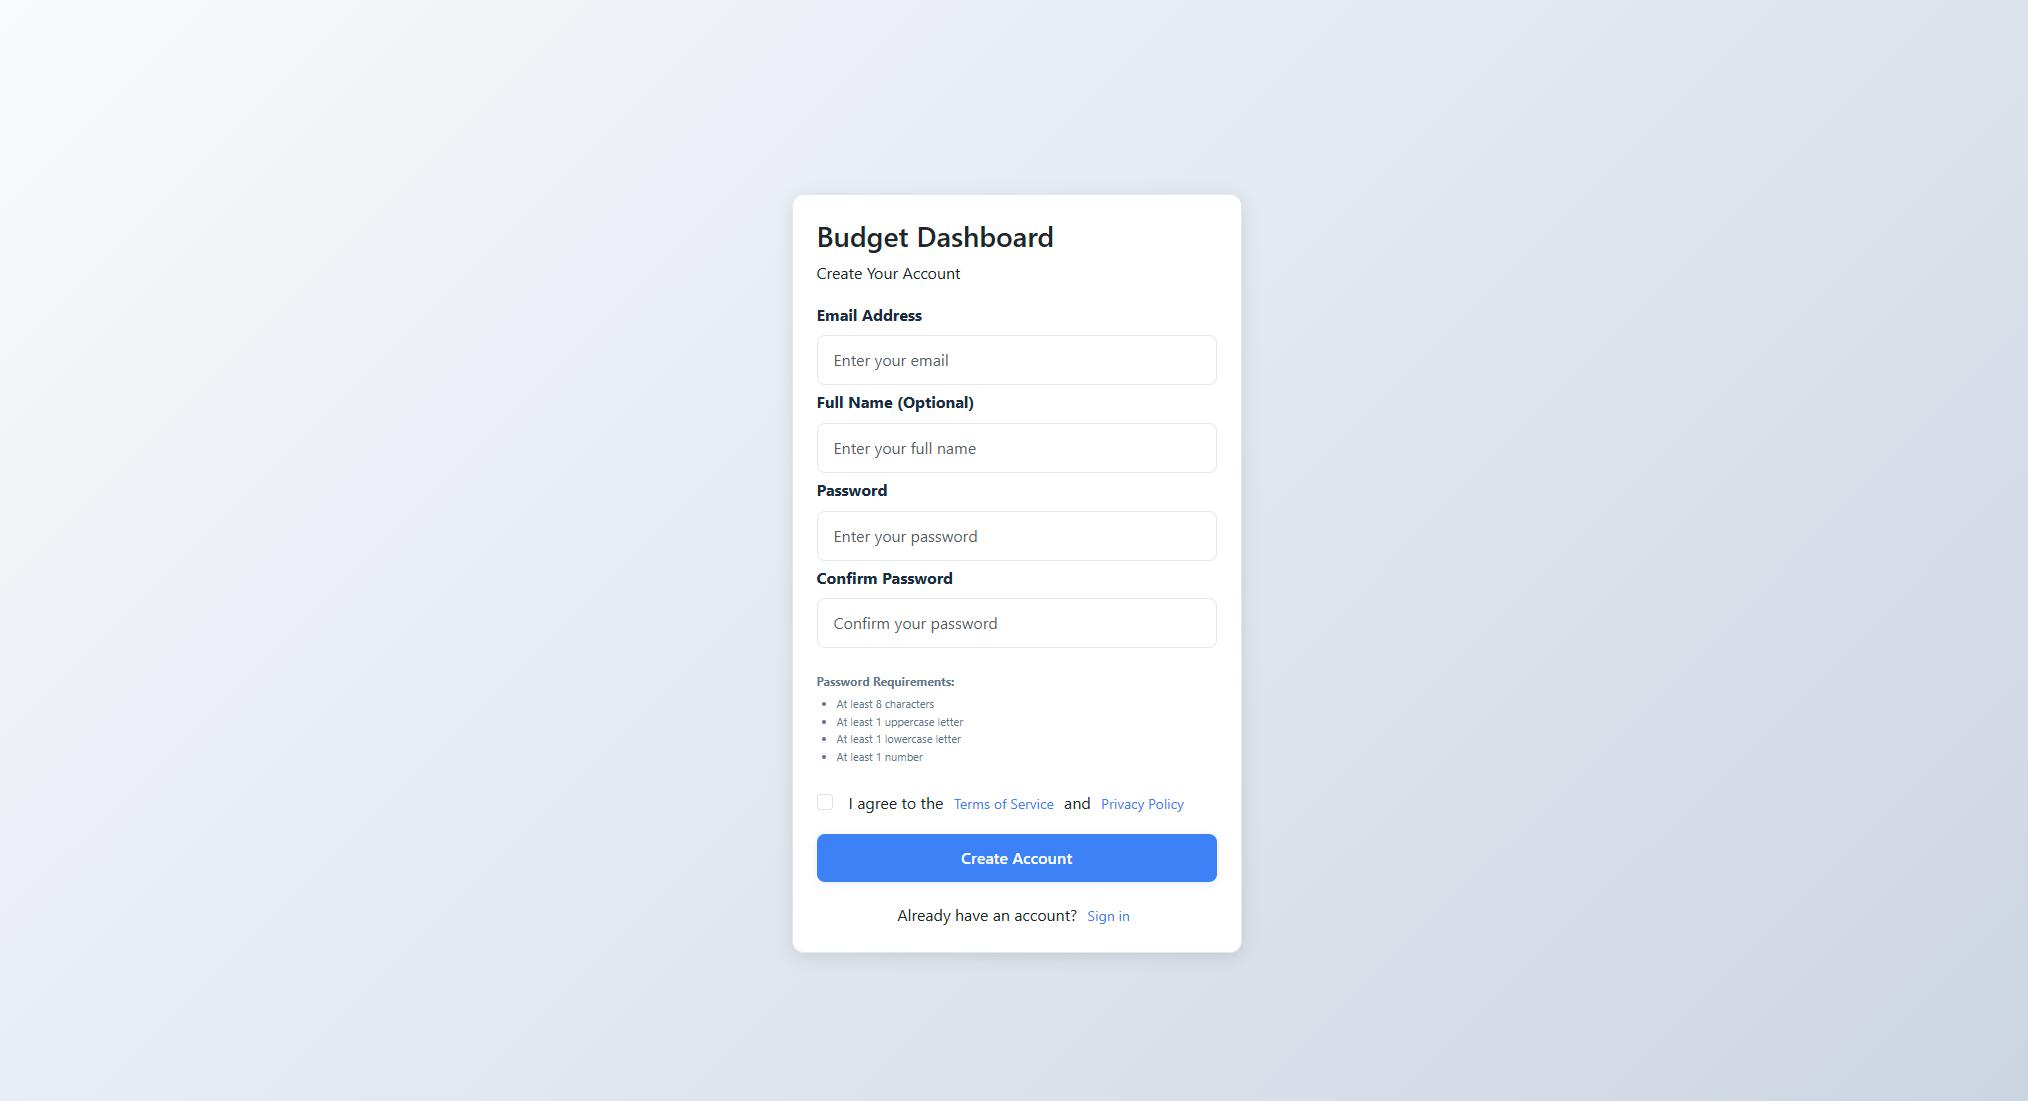 Budget Dashboard
Create Your Account
Email Address
Enter your email
Full Name (Optional)
Enter your full name
Password
Enter your password
Confirm Password
Confirm your password
Password Requirements:
At least 8 characters
At least 1 uppercase letter
At least 1 lowercase letter
At least 1 number
I agree to the Terms of Service and Privacy Policy
Create Account
Already have an account? Sign in